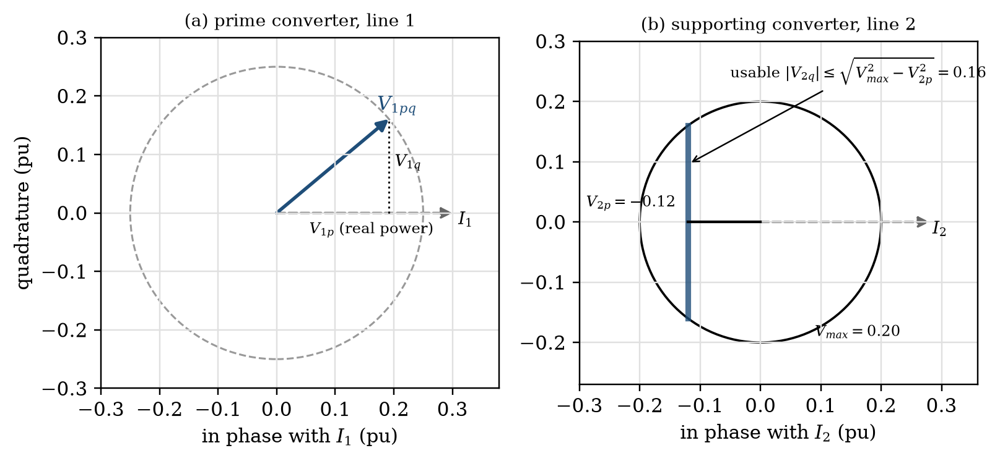 (a) prime converter, line 1
0.3
0.2
0.1
0.0
−0.1
−0.2
−0.3
quadrature (pu)
V1pq
V1q
V1p (real power)
I1
−0.3 −0.2 −0.1 0.0 0.1 0.2 0.3
in phase with I1 (pu)
(b) supporting converter, line 2
0.3
0.2
0.1
0.0
−0.1
−0.2
usable |V2q| ≤ √(V²max − V²2p) = 0.16
V2p = −0.12
I2
Vmax = 0.20
−0.3 −0.2 −0.1 0.0 0.1 0.2 0.3
in phase with I2 (pu)